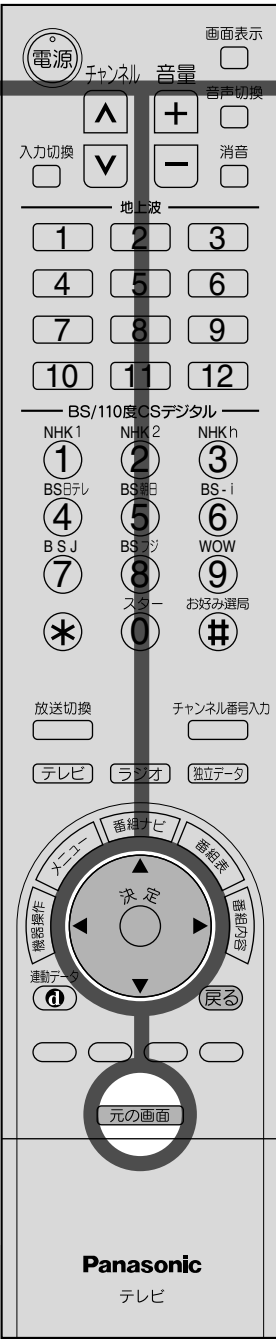 画面表示
電源
チャンネル 音量
音声切換
入力切換
消音
地上波
1 2 3
4 5 6
7 8 9
10 11 12
BS/110度CSデジタル
NHK1 NHK2 NHKh
1 2 3
BS日テレ BS朝日 BS-i
4 5 6
BSJ BSフジ WOW
7 8 9
スター お好み選局
* 0 #
放送切換 チャンネル番号入力
テレビ ラジオ 独立データ
機器操作 メニュー 番組ナビ 番組表 番組内容
決定
連動データ
d 戻る
元の画面
Panasonic
テレビ